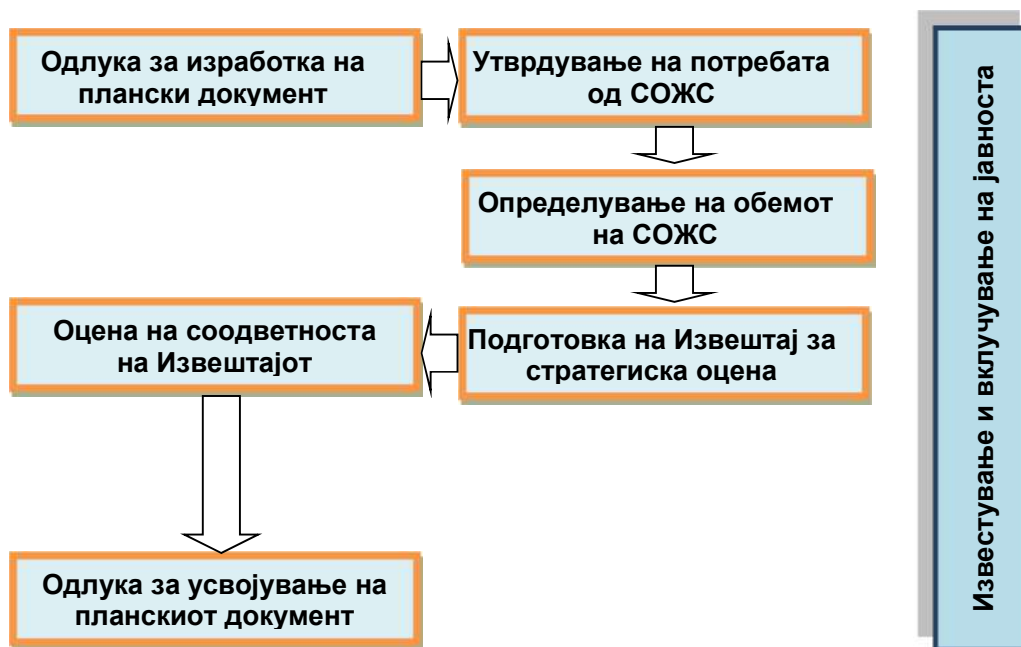 Одлука за изработка на
плански документ
Утврдување на потребата
од СОЖС
Определување на обемот
на СОЖС
Подготовка на Извештај за
стратегиска оцена
Оцена на соодветноста
на Извештајот
Одлука за усвојување на
планскиот документ
Известување и вклучување на јавноста